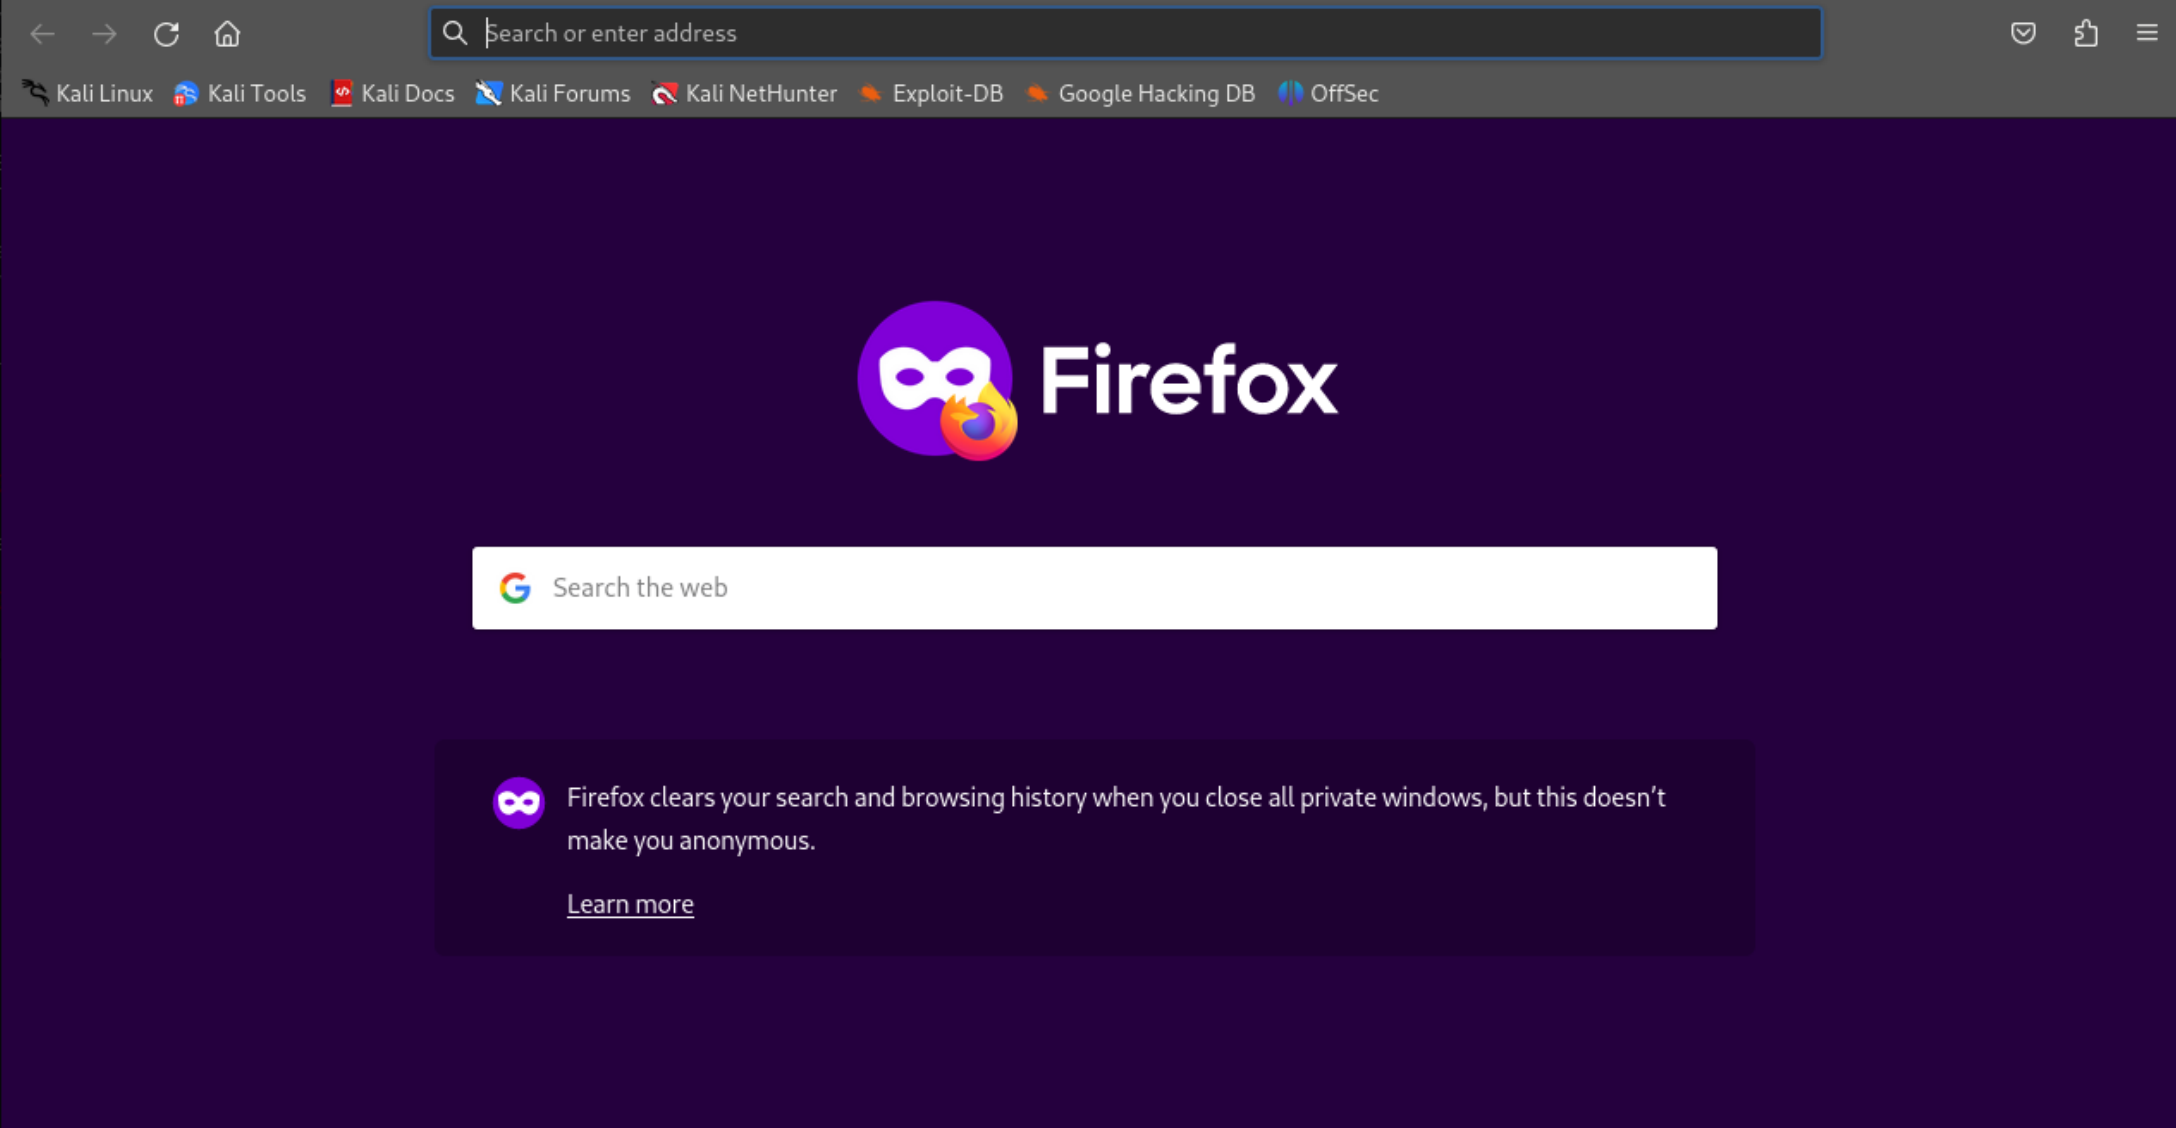 Search or enter address
Kali Linux Kali Tools Kali Docs Kali Forums Kali NetHunter Exploit-DB Google Hacking DB OffSec
Firefox
Search the web
Firefox clears your search and browsing history when you close all private windows, but this doesn’t
make you anonymous.
Learn more